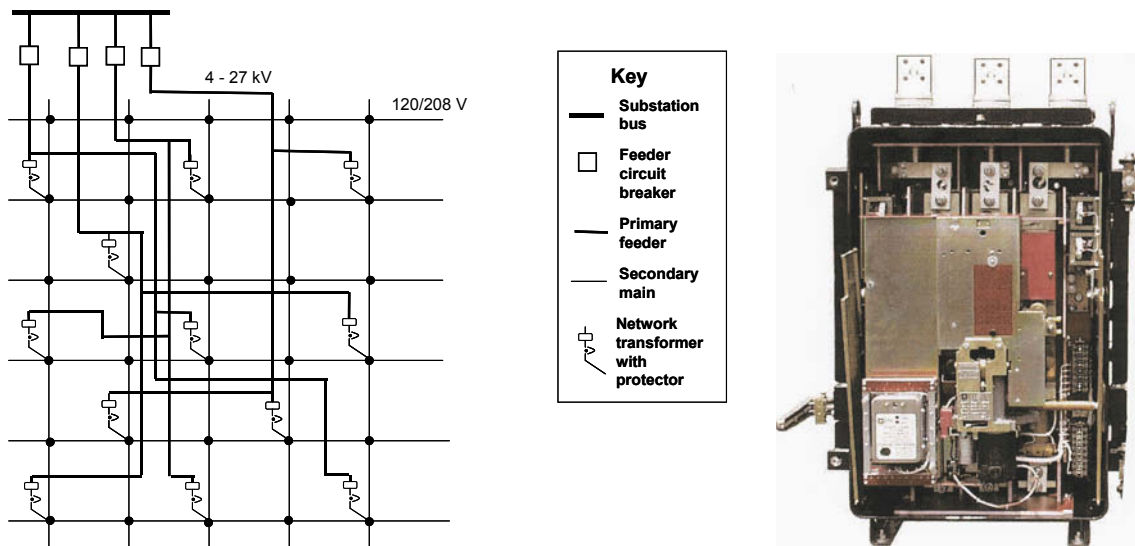 4 - 27 kV
120/208 V
Key
Substation
bus
Feeder
circuit
breaker
Primary
feeder
Secondary
main
Network
transformer
with
protector